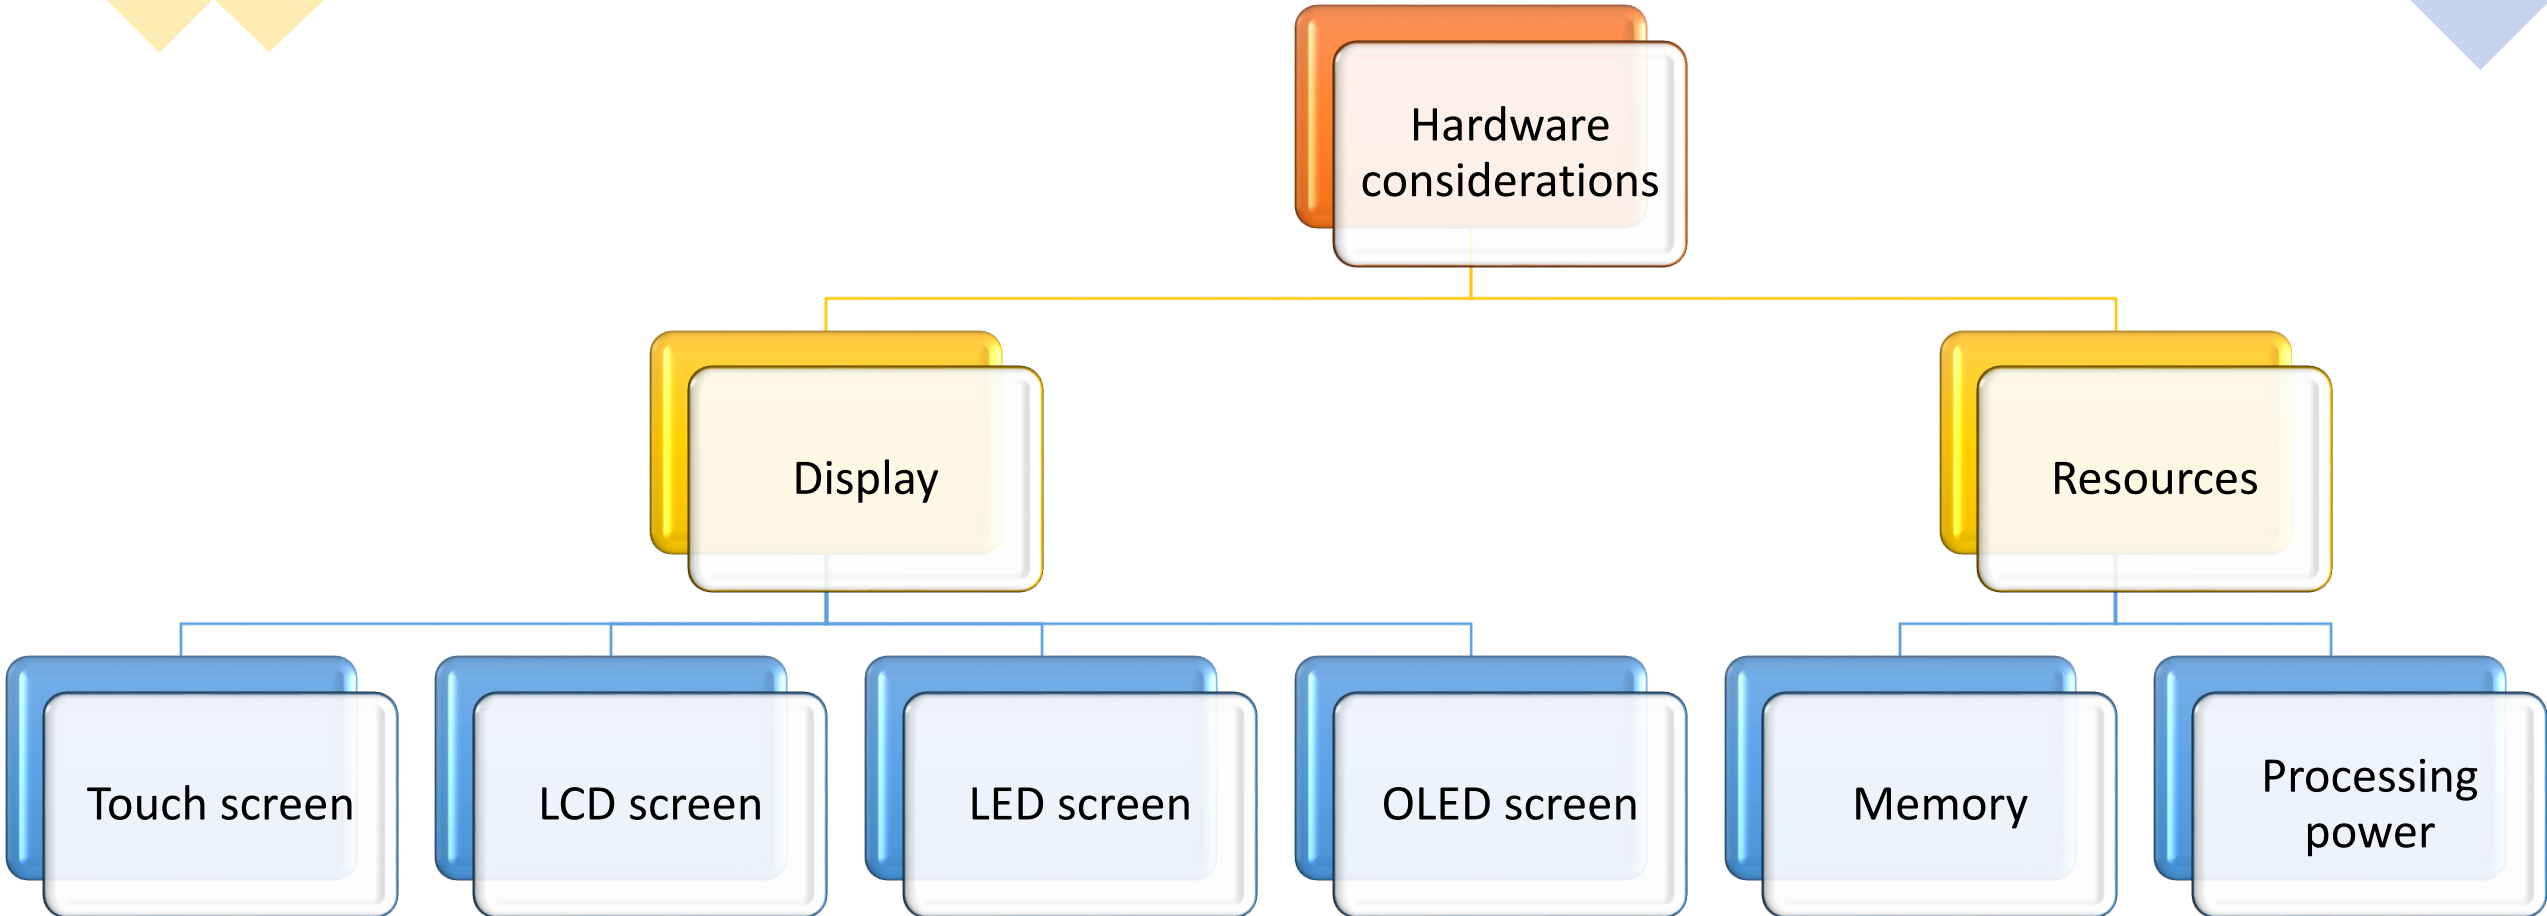 Hardware
considerations
Display
Resources
Touch screen
LCD screen
LED screen
OLED screen
Memory
Processing
power